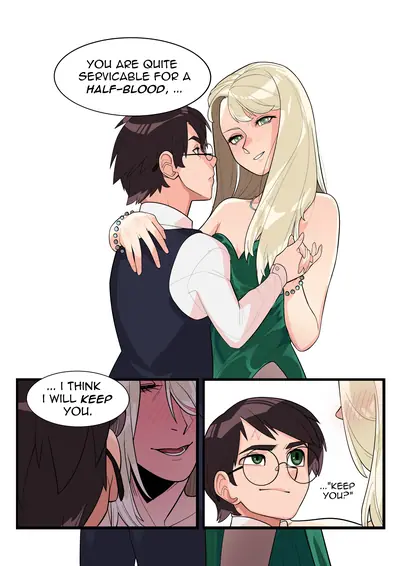 YOU ARE QUITE
SERVICABLE FOR A
HALF-BLOOD, ...
... I THINK
I WILL KEEP
YOU.
..."KEEP
YOU?"